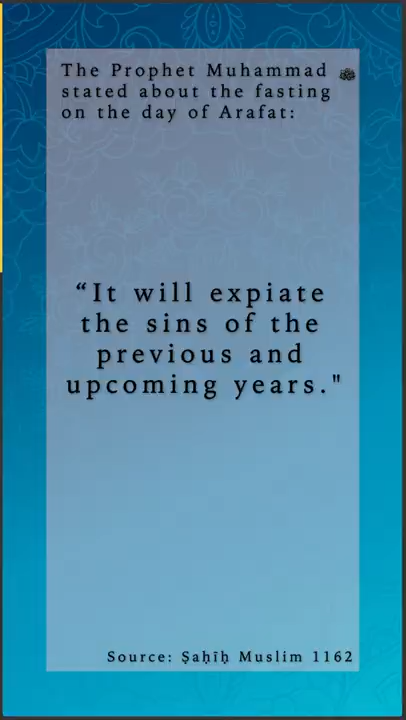 The Prophet Muhammad ﷺ
stated about the fasting
on the day of Arafat:
“It will expiate
the sins of the
previous and
upcoming years."
Source: Ṣaḥīḥ Muslim 1162